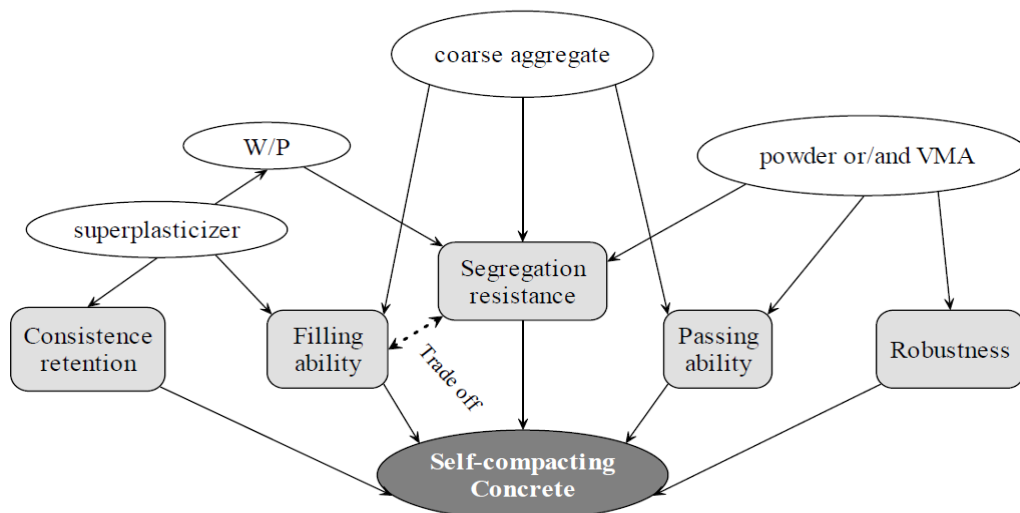 coarse aggregate
W/P
powder or/and VMA
superplasticizer
Segregation
resistance
Consistence
retention
Filling
ability
Trade off
Passing
ability
Robustness
Self-compacting
Concrete